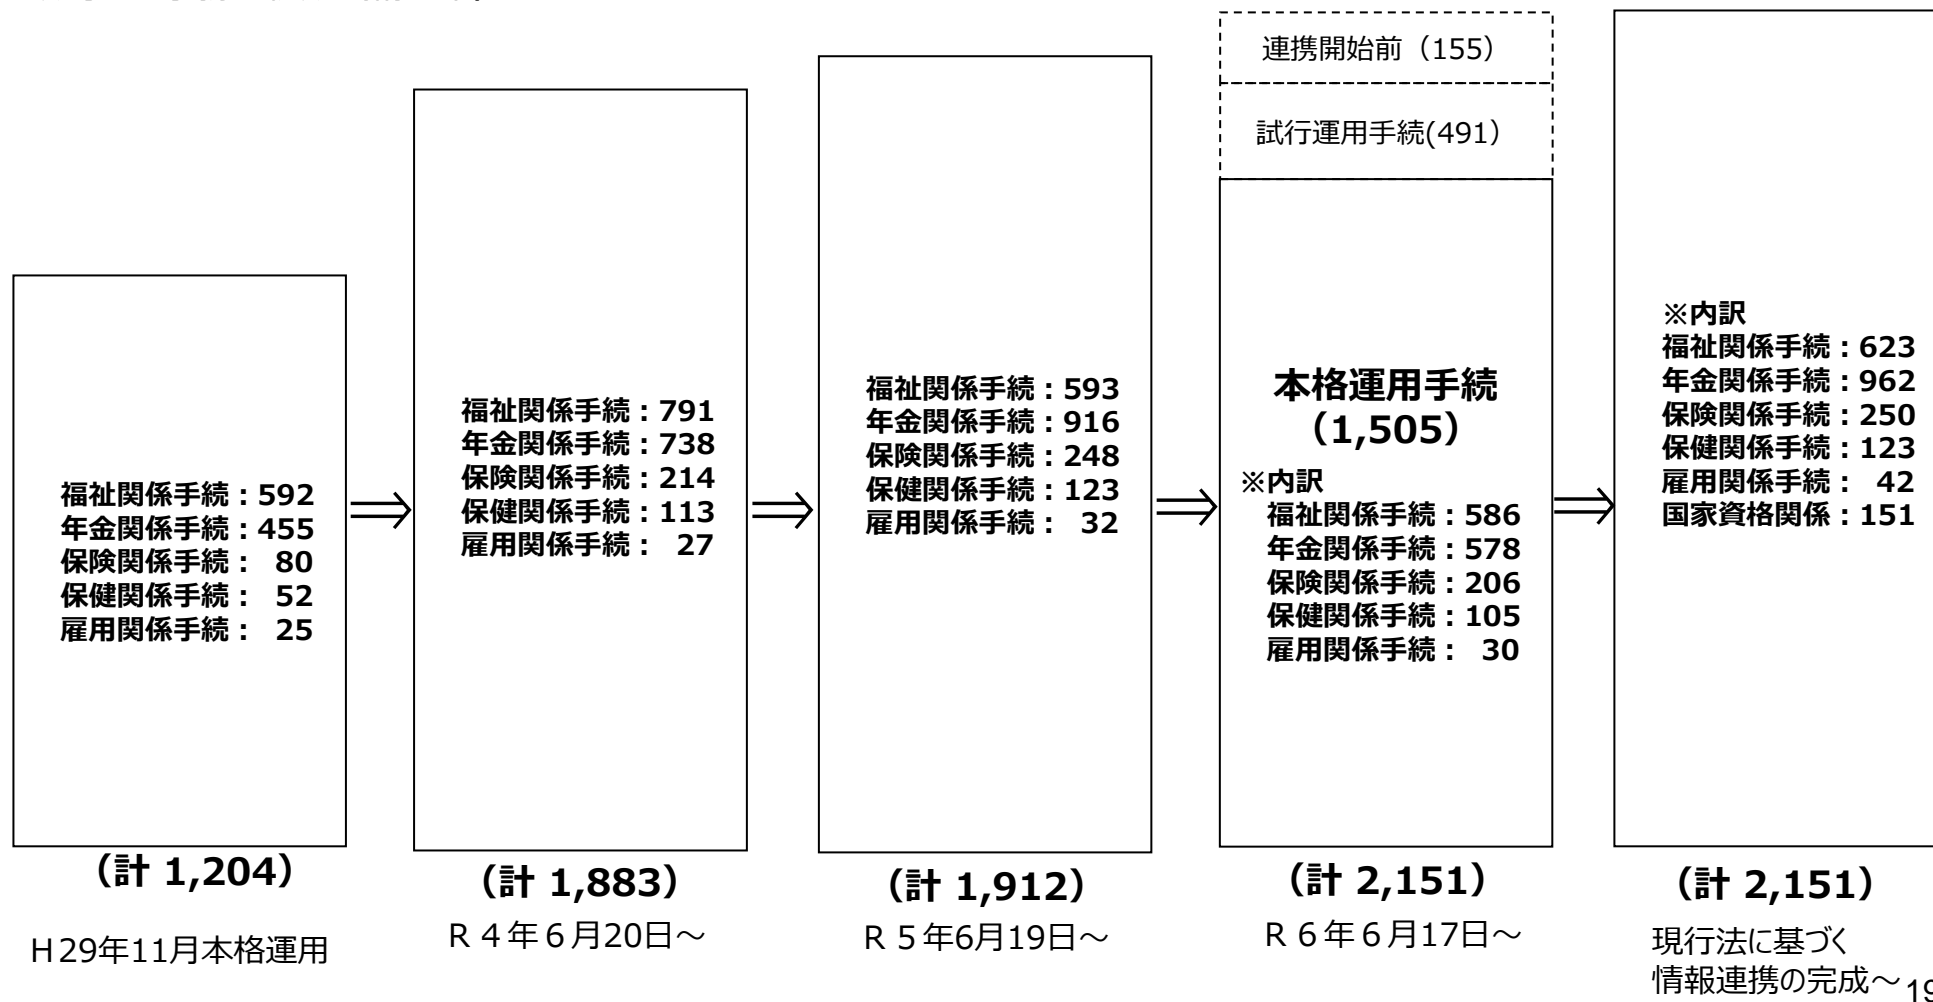 福祉関係手続：592
年金関係手続：455
保険関係手続： 80
保健関係手続： 52
雇用関係手続： 25
（計 1,204）
Ｈ29年11月本格運用
福祉関係手続：791
年金関係手続：738
保険関係手続：214
保健関係手続：113
雇用関係手続： 27
（計 1,883）
Ｒ４年６月20日～
福祉関係手続：593
年金関係手続：916
保険関係手続：248
保健関係手続：123
雇用関係手続： 32
（計 1,912）
Ｒ５年6月19日～
連携開始前（155）
試行運用手続(491）
本格運用手続
（1,505）
※内訳
福祉関係手続：586
年金関係手続：578
保険関係手続：206
保健関係手続：105
雇用関係手続： 30
（計 2,151）
Ｒ６年６月17日～
※内訳
福祉関係手続：623
年金関係手続：962
保険関係手続：250
保健関係手続：123
雇用関係手続： 42
国家資格関係：151
（計 2,151）
現行法に基づく
情報連携の完成～
19